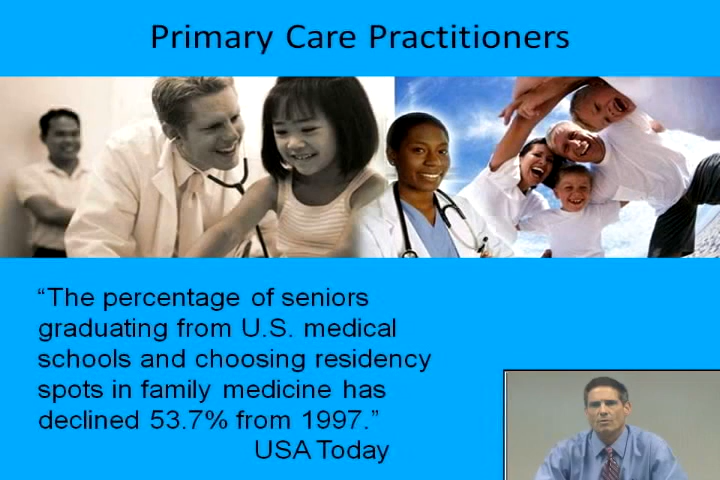 Primary Care Practitioners
“The percentage of seniors
graduating from U.S. medical
schools and choosing residency
spots in family medicine has
declined 53.7% from 1997.”
USA Today